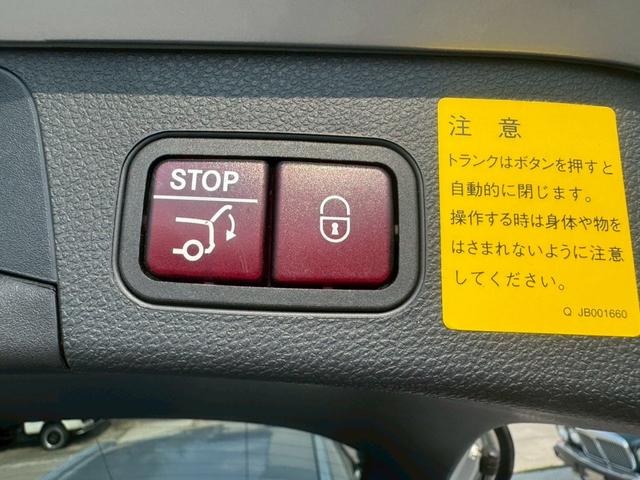 STOP
注意
トランクはボタンを押すと
自動的に閉じます。
操作する時は身体や物を
はさまれないように注意
してください。
Q JB001660